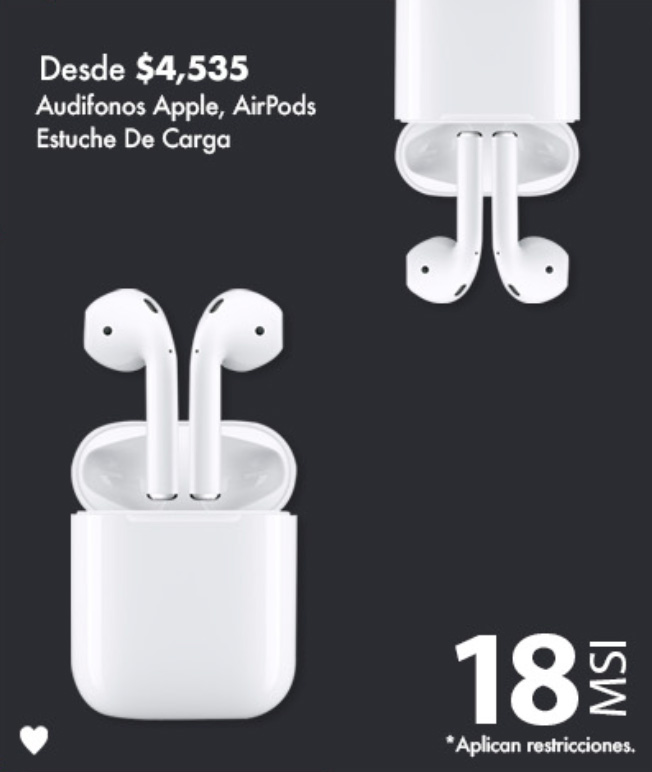 Desde $4,535
Audifonos Apple, AirPods
Estuche De Carga
18 MSI
*Aplican restricciones.